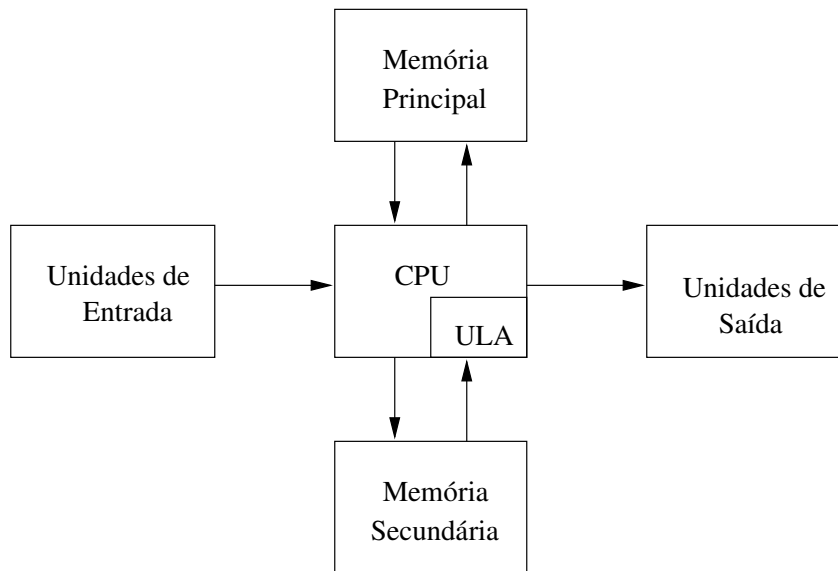 Memória
Principal
Unidades de
Entrada
CPU
ULA
Unidades de
Saída
Memória
Secundária